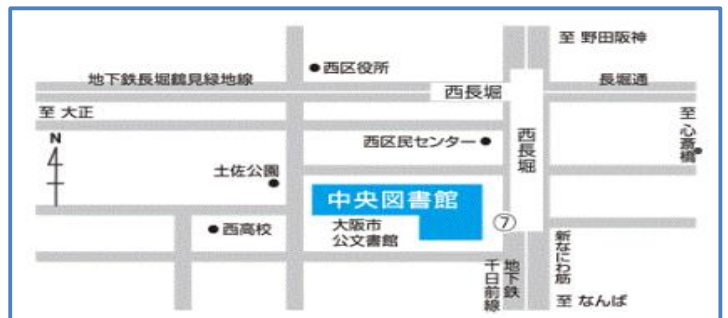 至 野田阪神
西区役所
地下鉄長堀鶴見緑地線
西長堀
長堀通
至 大正
至 心斎橋
N
西区民センター
西長堀
土佐公園
中央図書館
西高校
大阪市
公文書館
⑦
新なにわ筋
地下鉄
千日前線
至 なんば